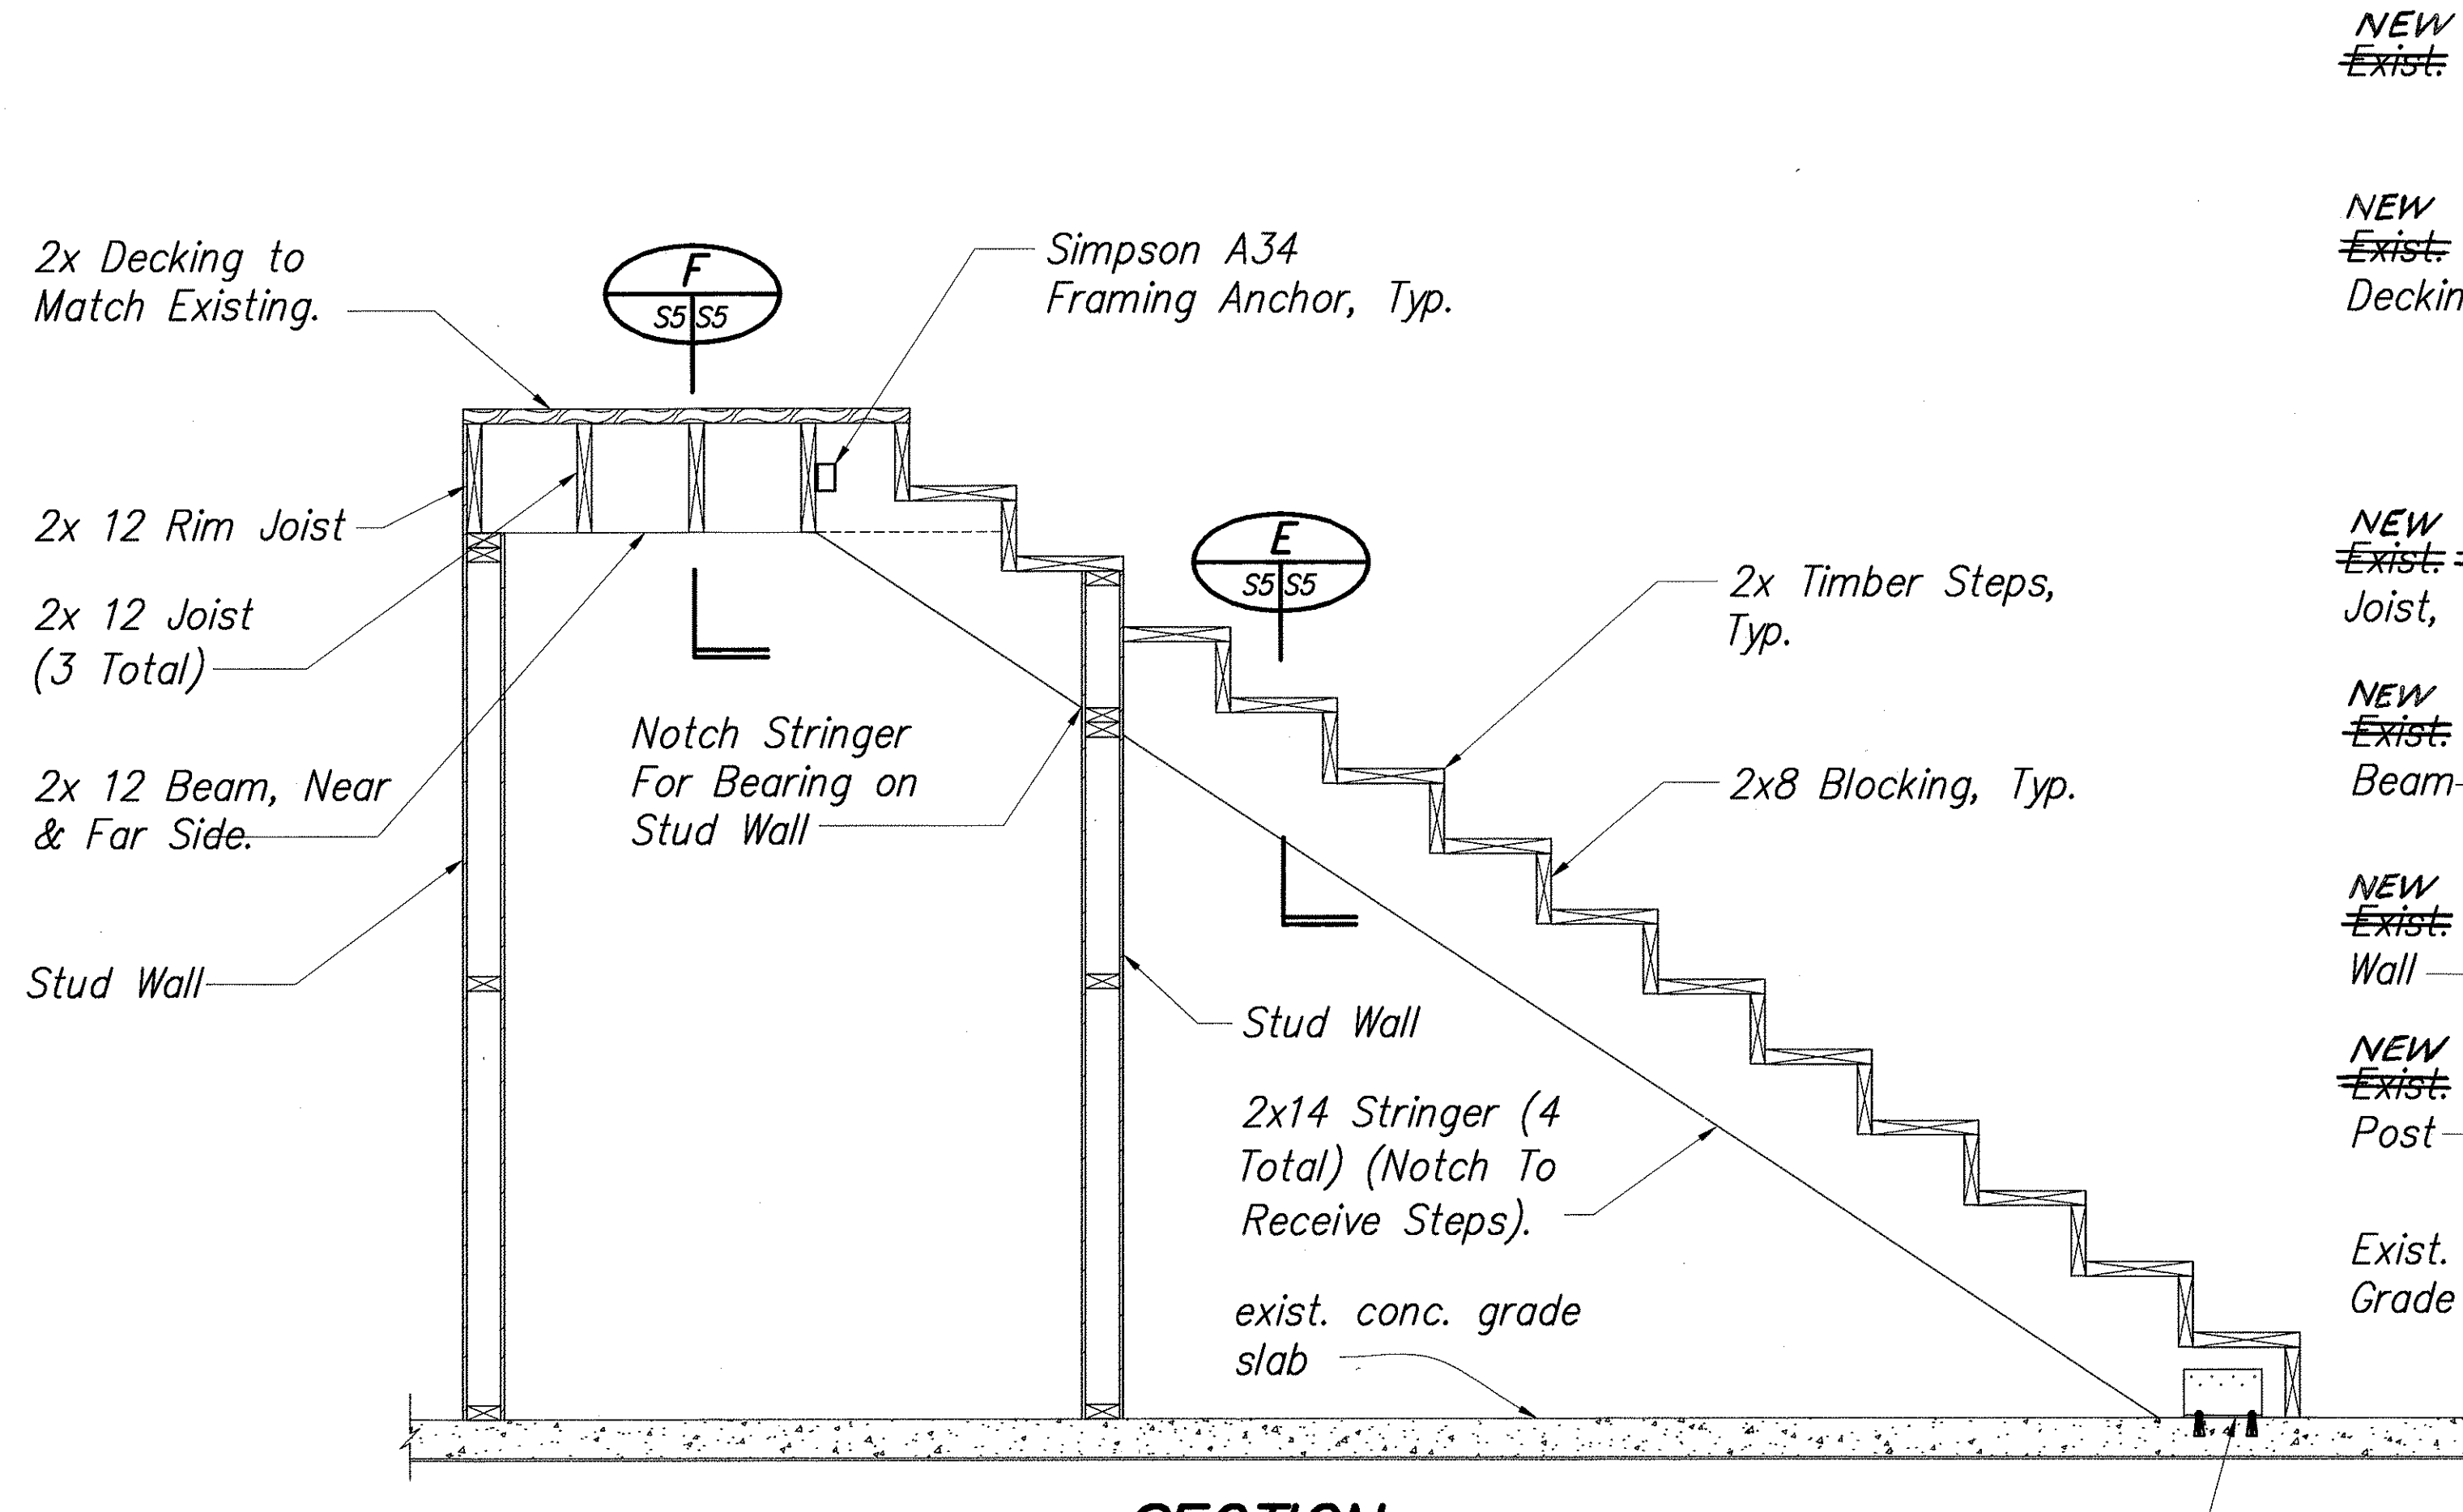 2x Decking to
Match Existing.
F
S5 S5
Simpson A34
Framing Anchor, Typ.
2x 12 Rim Joist
2x 12 Joist
(3 Total)
2x 12 Beam, Near
& Far Side.
Stud Wall
Notch Stringer
For Bearing on
Stud Wall
E
S5 S5
2x Timber Steps,
Typ.
2x8 Blocking, Typ.
Stud Wall
2x14 Stringer (4
Total) (Notch To
Receive Steps).
exist. conc. grade
slab
NEW
Exist.
NEW
Exist.
Deckin
NEW
Exist.
Joist,
NEW
Exist.
Beam
NEW
Exist.
Wall
NEW
Exist.
Post
Exist.
Grade
SECTION